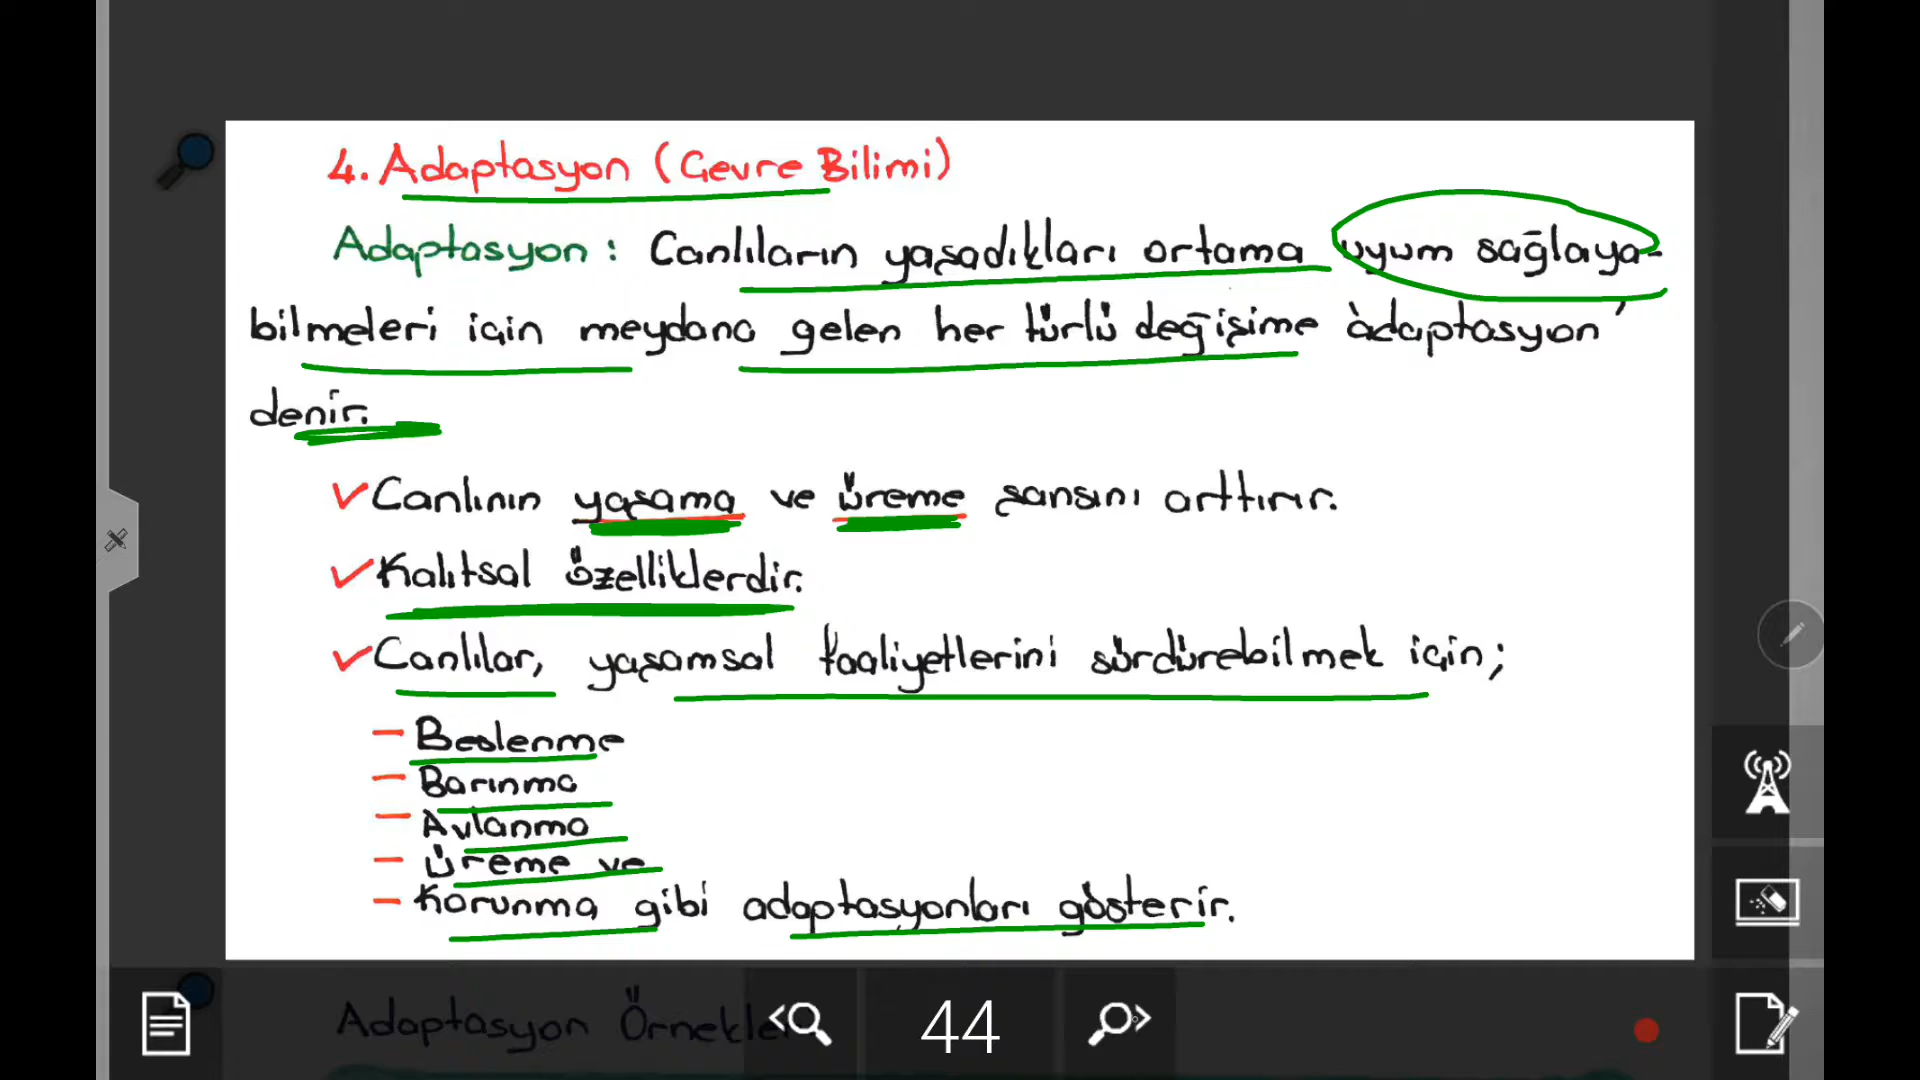 4. Adaptasyon (Çevre Bilimi)
Adaptasyon : Canlıların yaşadıkları ortama uyum sağlaya-
bilmeleri için meydana gelen her türlü değişime "adaptasyon"
denir.
✓ Canlının yaşama ve üreme şansını arttırır.
✓ Kalıtsal özelliklerdir.
✓ Canlılar, yaşamsal faaliyetlerini sürdürebilmek için;
– Beslenme
– Barınma
– Avlanma
– Üreme ve
– Korunma gibi adaptasyonları gösterir.
Adaptasyon Örnekle
44